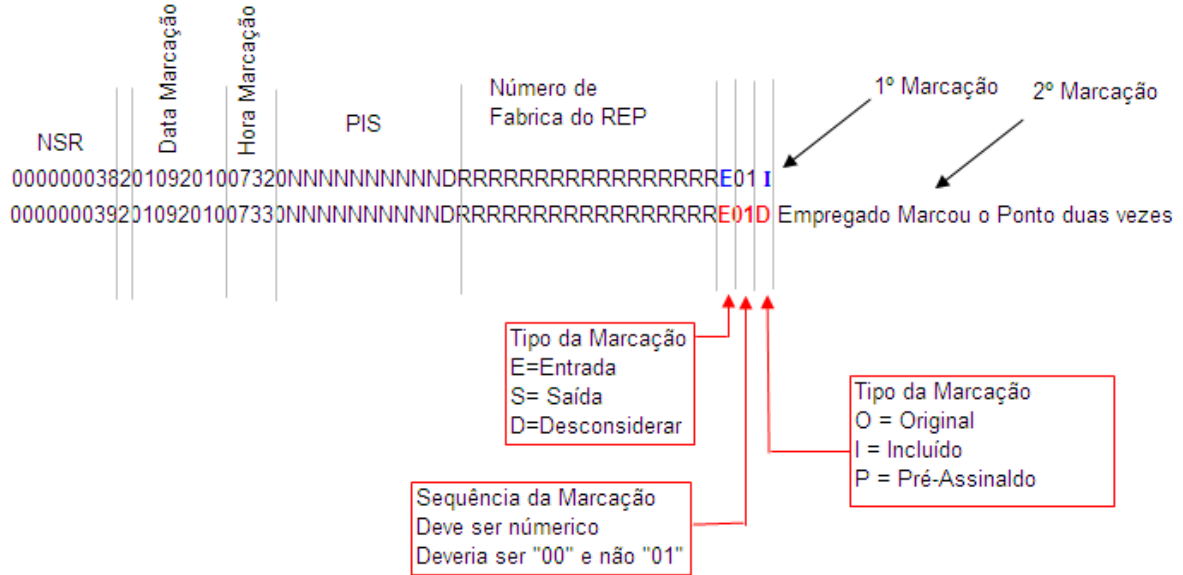 NSR
Data Marcação
Hora Marcação
PIS
Número de
Fabrica do REP
1º Marcação
2º Marcação
00000003820109201007320NNNNNNNNNNDRRRRRRRRRRRRRRRRRE01 I
00000003920109201007330NNNNNNNNNNDRRRRRRRRRRRRRRRRRE01D Empregado Marcou o Ponto duas vezes
Tipo da Marcação
E=Entrada
S= Saída
D=Desconsiderar
Tipo da Marcação
O = Original
I = Incluído
P = Pré-Assinaldo
Sequência da Marcação
Deve ser númerico
Deveria ser "00" e não "01"